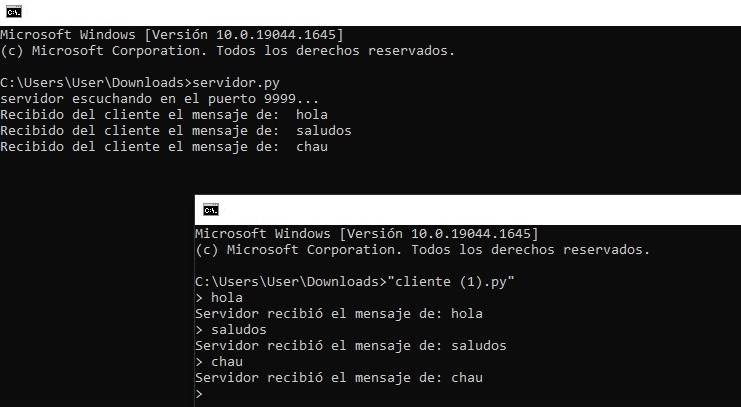 Microsoft Windows [Versión 10.0.19044.1645]
(c) Microsoft Corporation. Todos los derechos reservados.
C:\Users\User\Downloads>servidor.py
servidor escuchando en el puerto 9999...
Recibido del cliente el mensaje de:  hola
Recibido del cliente el mensaje de:  saludos
Recibido del cliente el mensaje de:  chau
Microsoft Windows [Versión 10.0.19044.1645]
(c) Microsoft Corporation. Todos los derechos reservados.
C:\Users\User\Downloads>"cliente (1).py"
> hola
Servidor recibió el mensaje de: hola
> saludos
Servidor recibió el mensaje de: saludos
> chau
Servidor recibió el mensaje de: chau
>